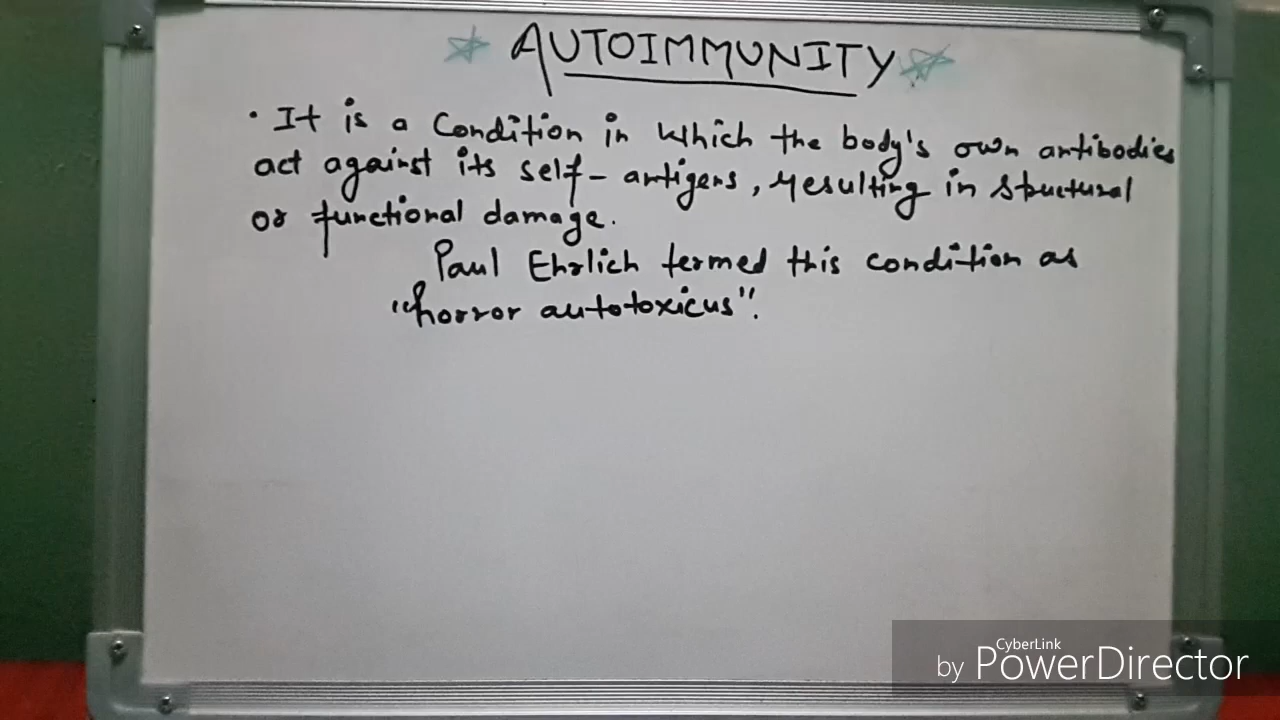 AUTOIMMUNITY
• It is a Condition in which the body's own antibodies
act against its self-antigens, resulting in structural
or functional damage.
Paul Ehrlich termed this condition as
"horror autotoxicus".
CyberLink
by PowerDirector